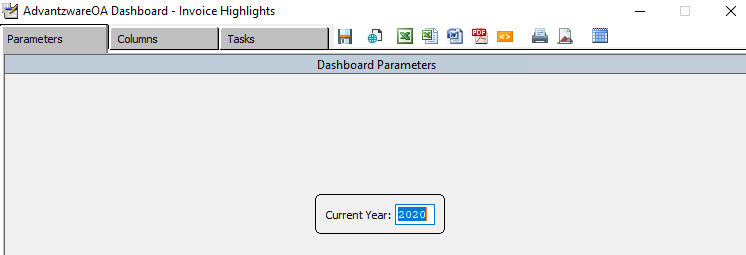 AdvantzwareOA Dashboard - Invoice Highlights
Parameters Columns Tasks
Dashboard Parameters
Current Year: 2020